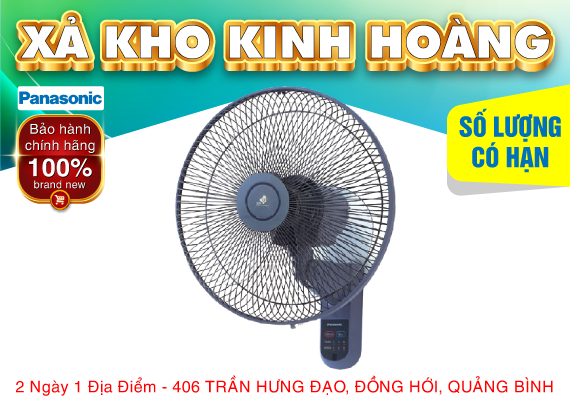 XẢ KHO KINH HOÀNG
Panasonic
Bảo hành
chính hãng
100%
brand new
SỐ LƯỢNG
CÓ HẠN
PANASONIC
2 Ngày 1 Địa Điểm - 406 TRẦN HƯNG ĐẠO, ĐỒNG HỚI, QUẢNG BÌNH